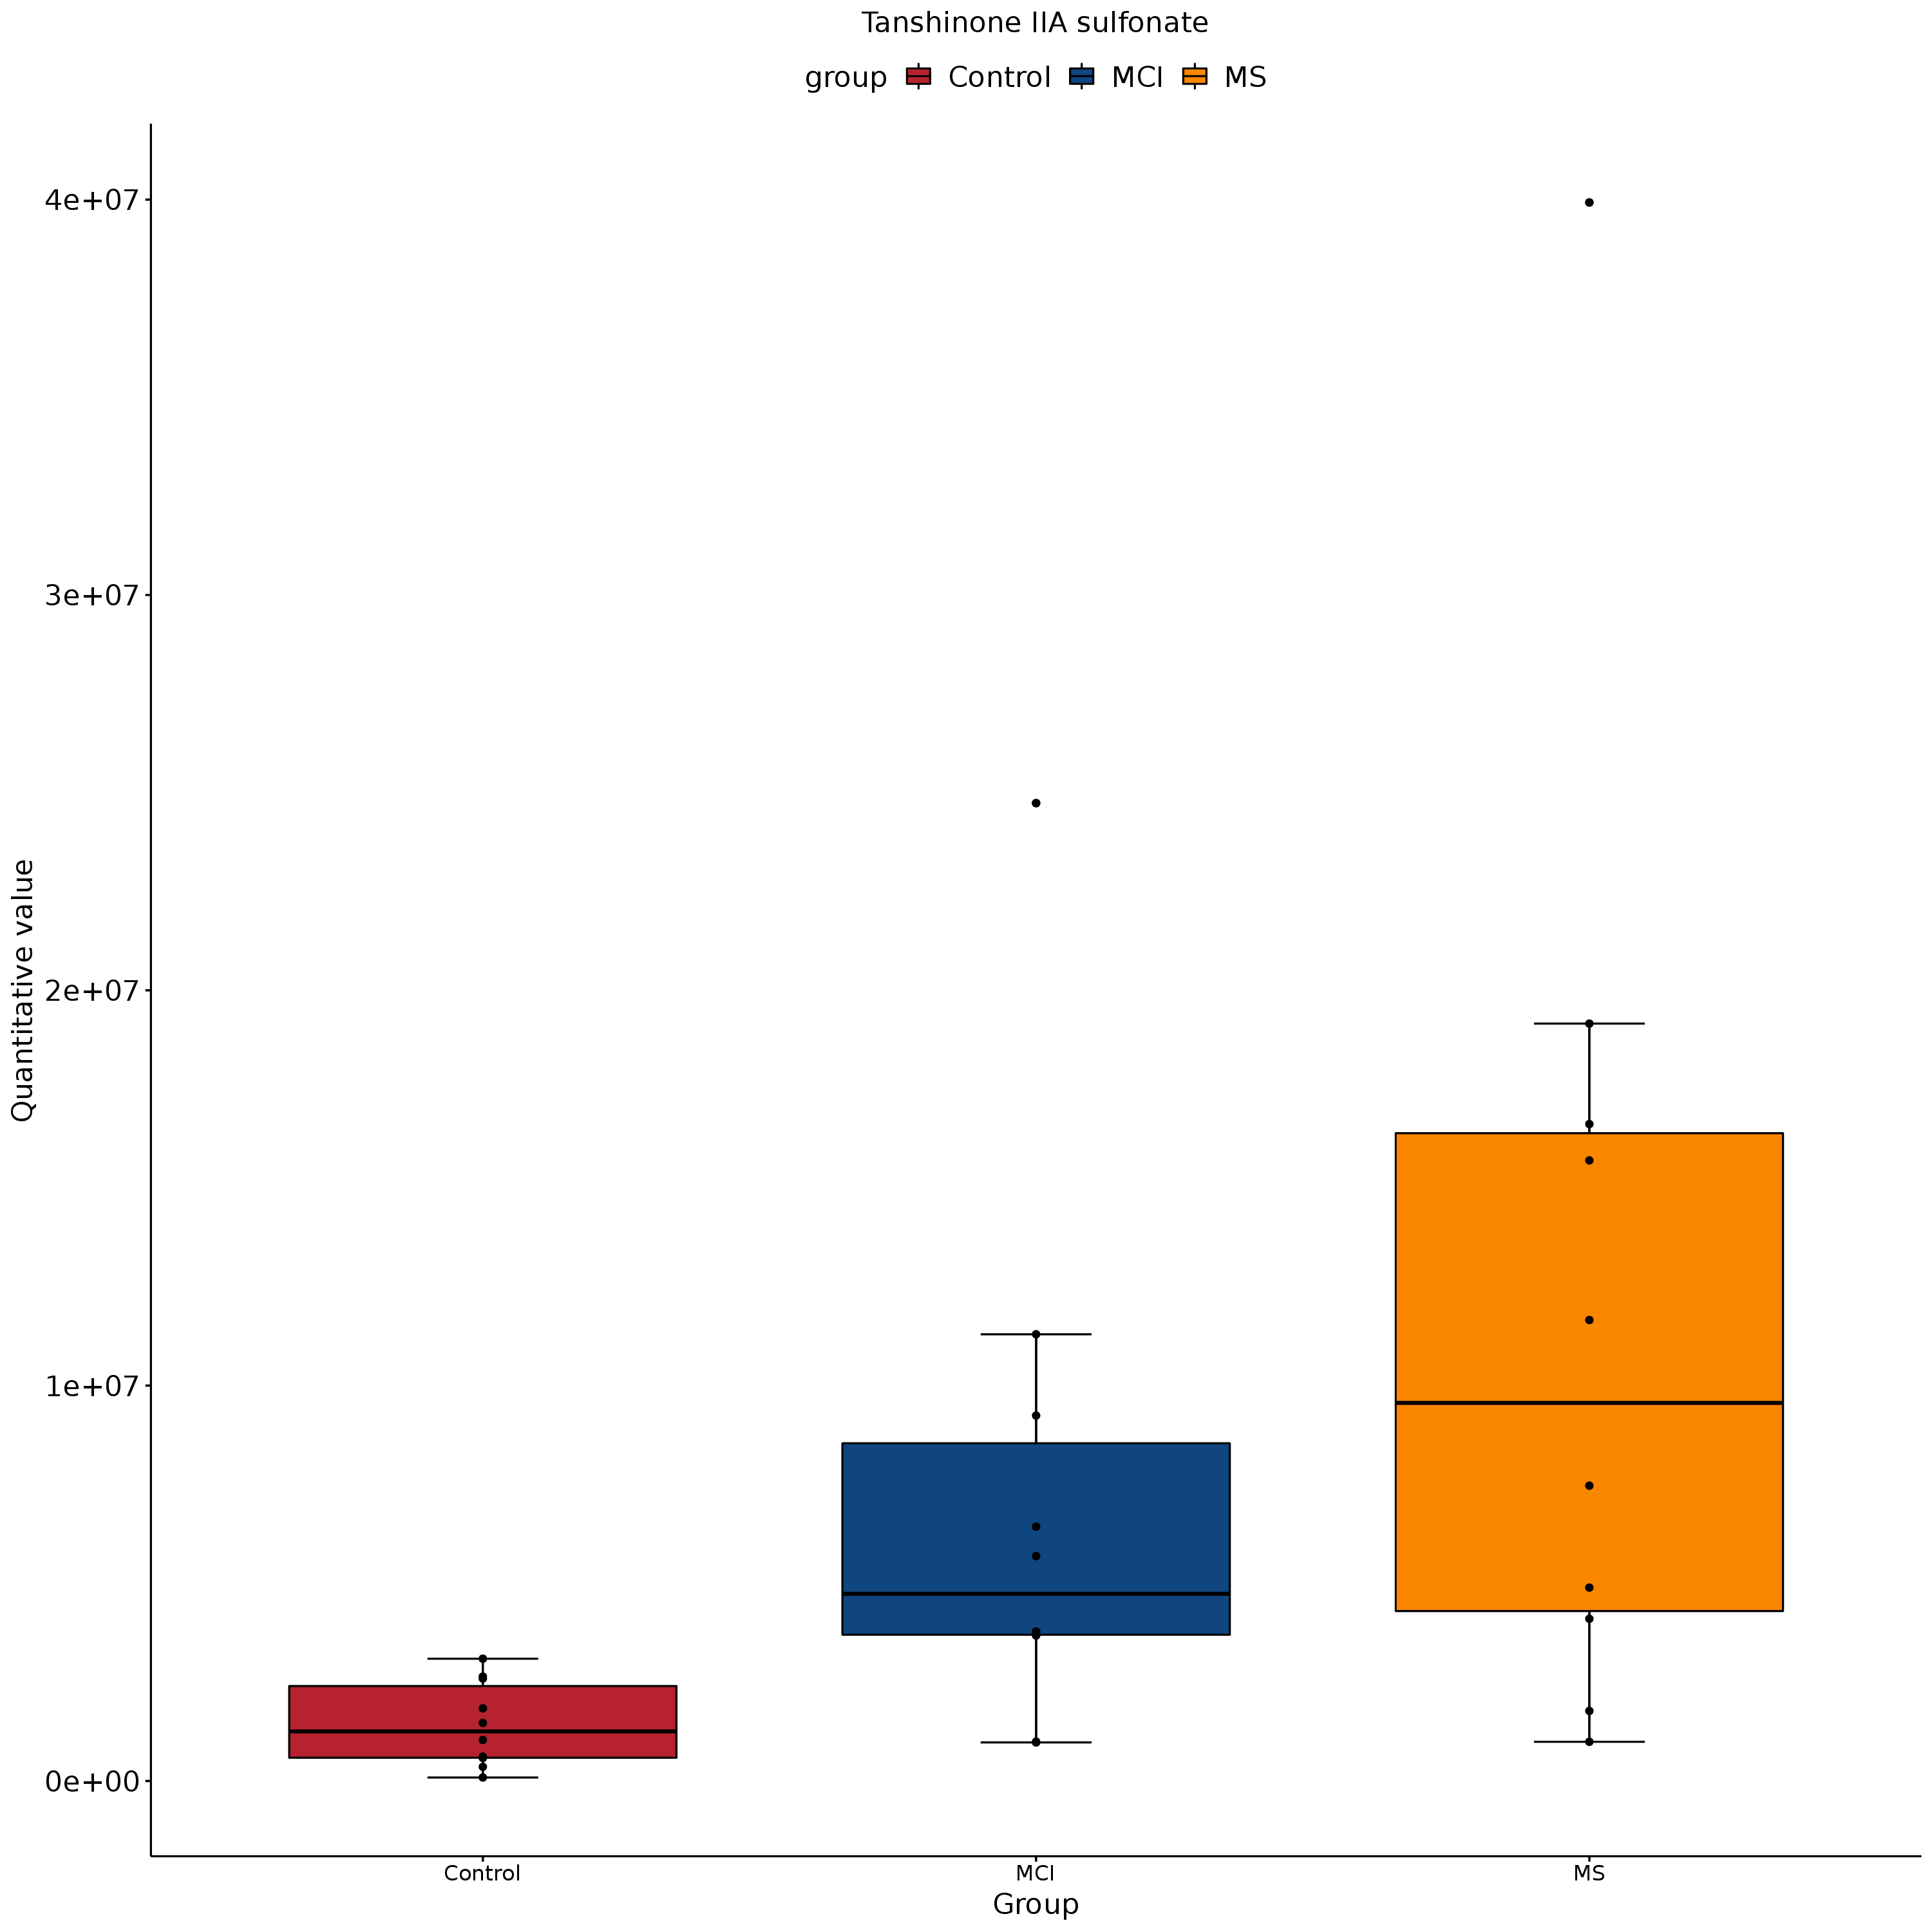 Tanshinone IIA sulfonate
group Control MCI MS
4e+07
3e+07
2e+07
1e+07
0e+00
Quantitative value
Control MCI MS
Group